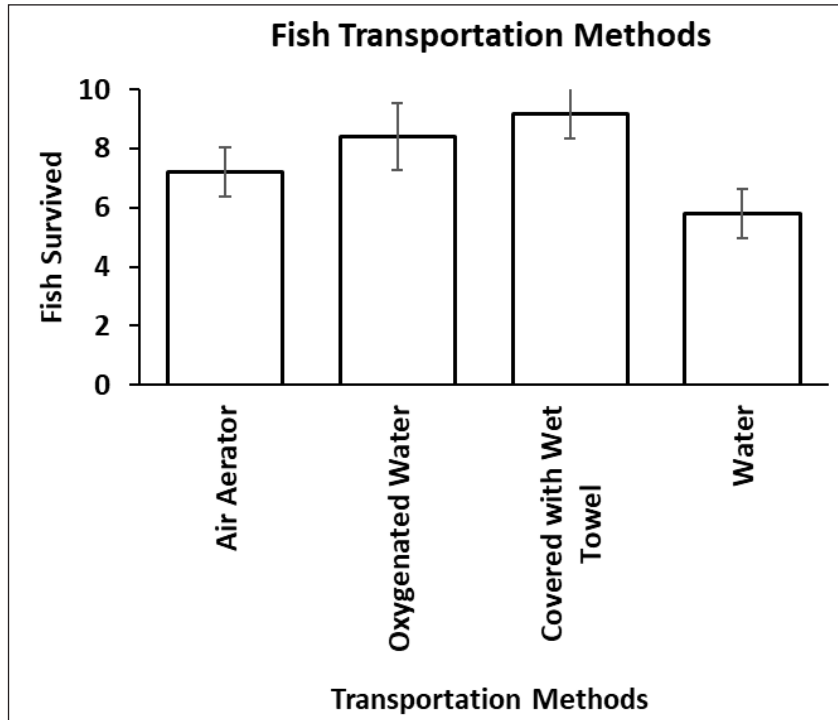 Fish Transportation Methods
Fish Survived
10
8
6
4
2
0
Air Aerator
Oxygenated Water
Covered with Wet
Towel
Water
Transportation Methods